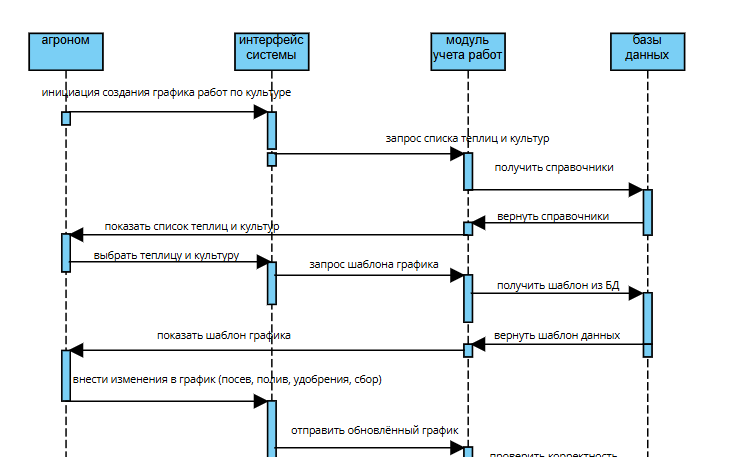 агроном
интерфейс
системы
модуль
учета работ
базы
данных
инициация создания графика работ по культуре
запрос списка теплиц и культур
получить справочники
вернуть справочники
показать список теплиц и культур
выбрать теплицу и культуру
запрос шаблона графика
получить шаблон из БД
вернуть шаблон данных
показать шаблон графика
внести изменения в график (посев, полив, удобрения, сбор)
отправить обновлённый график
проверить корректность